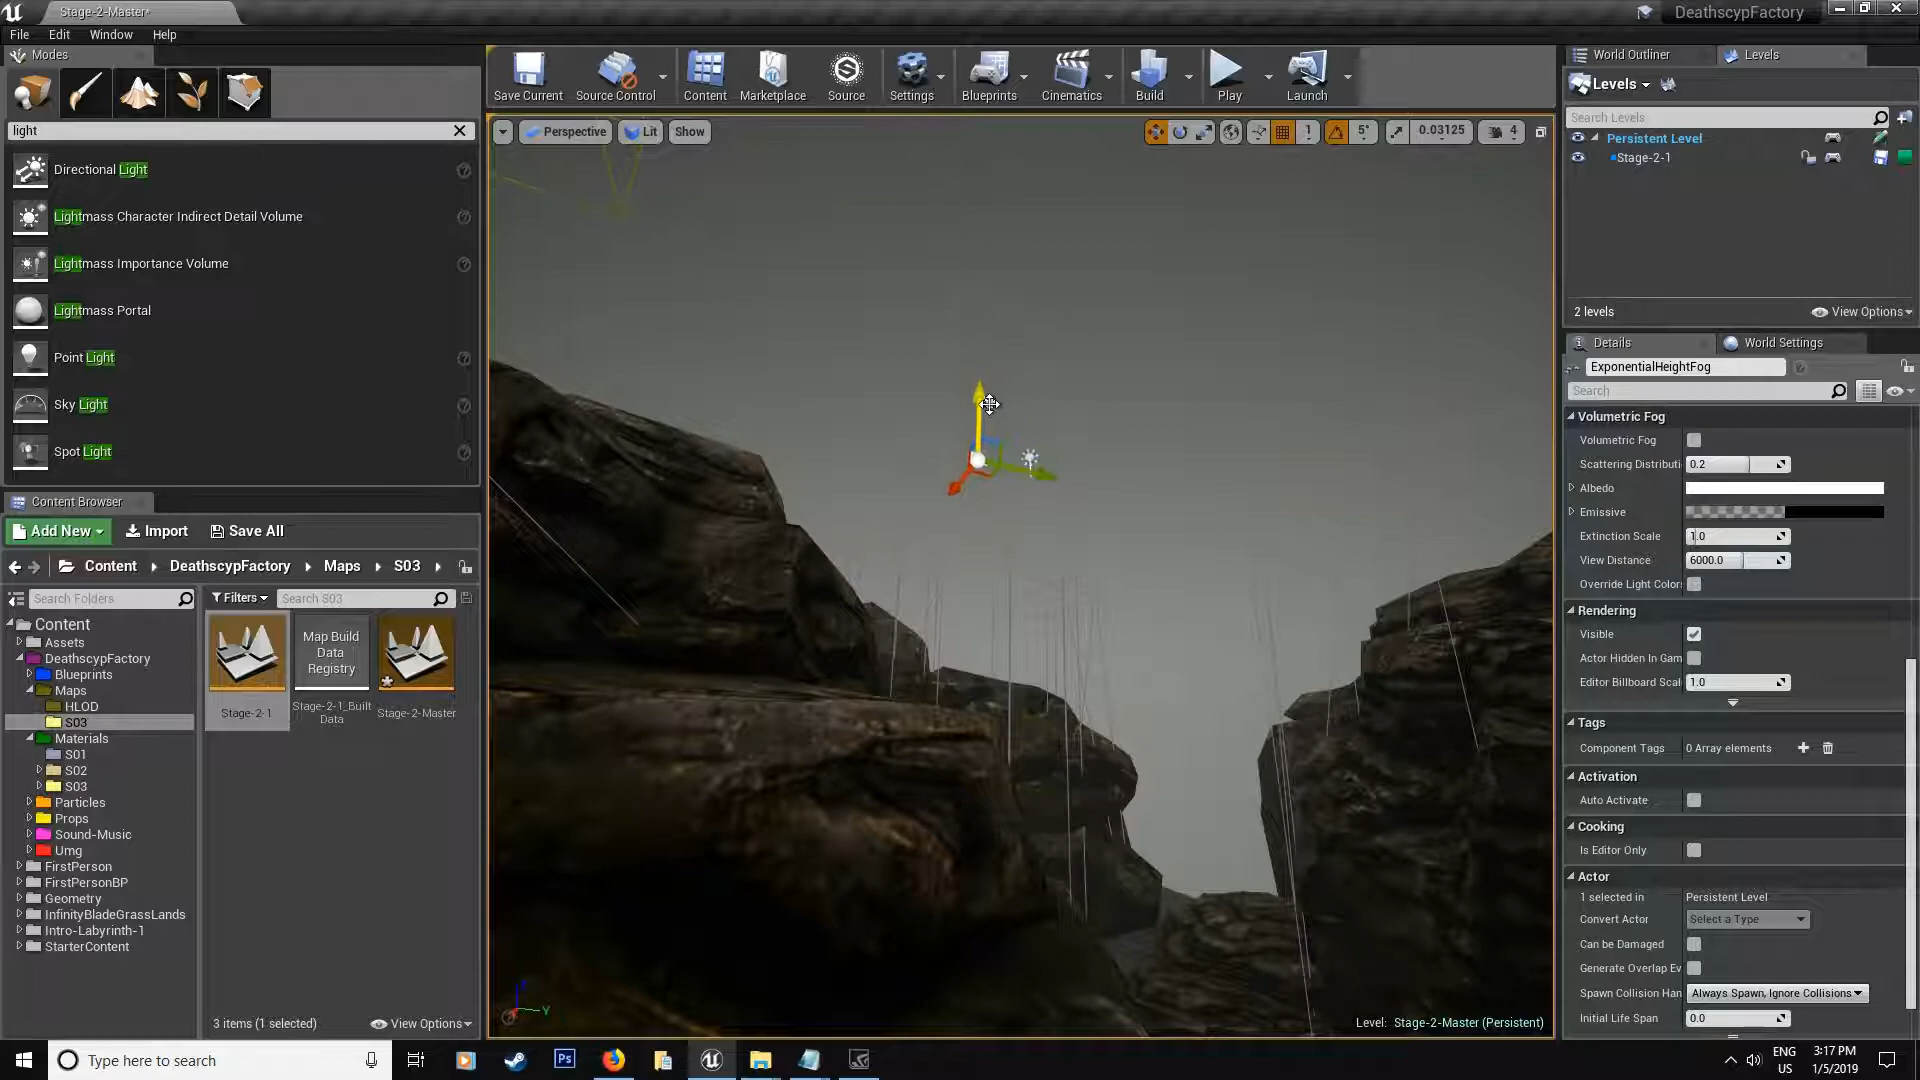 Stage-2-Master*
DeathscypFactory
File Edit Window Help
Modes
light
Directional Light
Lightmass Character Indirect Detail Volume
Lightmass Importance Volume
Lightmass Portal
Point Light
Sky Light
Spot Light
Save Current
Source Control
Content
Marketplace
Source
Settings
Blueprints
Cinematics
Build
Play
Launch
Perspective
Lit
Show
1
5°
0.03125
4
Level: Stage-2-Master (Persistent)
Y
World Outliner
Levels
Levels
Search Levels
Persistent Level
Stage-2-1
2 levels
View Options
Details
World Settings
ExponentialHeightFog
Search
Volumetric Fog
Volumetric Fog
Scattering Distributi 0.2
Albedo
Emissive
Extinction Scale 1.0
View Distance 6000.0
Override Light Color
Rendering
Visible
Actor Hidden In Gam
Editor Billboard Scal 1.0
Tags
Component Tags 0 Array elements
Activation
Auto Activate
Cooking
Is Editor Only
Actor
1 selected in Persistent Level
Convert Actor Select a Type
Can be Damaged
Generate Overlap Ev
Spawn Collision Han Always Spawn, Ignore Collisions
Initial Life Span 0.0
Content Browser
Add New
Import
Save All
Content
DeathscypFactory
Maps
S03
Search Folders
Filters
Search S03
Content
Assets
DeathscypFactory
Blueprints
Maps
HLOD
S03
Materials
S01
S02
S03
Particles
Props
Sound-Music
Umg
FirstPerson
FirstPersonBP
Geometry
InfinityBladeGrassLands
Intro-Labyrinth-1
StarterContent
Map Build
Data
Registry
Stage-2-1
Stage-2-1_Built
Data
Stage-2-Master
3 items (1 selected)
View Options
Type here to search
Ps
ENG
US
3:17 PM
1/5/2019